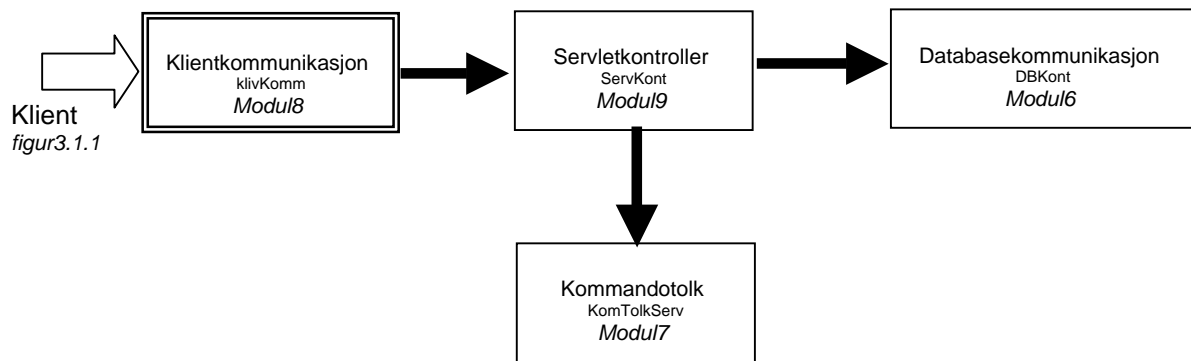 Klient
figur3.1.1
Klientkommunikasjon
klivKomm
Modul8
Servletkontroller
ServKont
Modul9
Databasekommunikasjon
DBKont
Modul6
Kommandotolk
KomTolkServ
Modul7